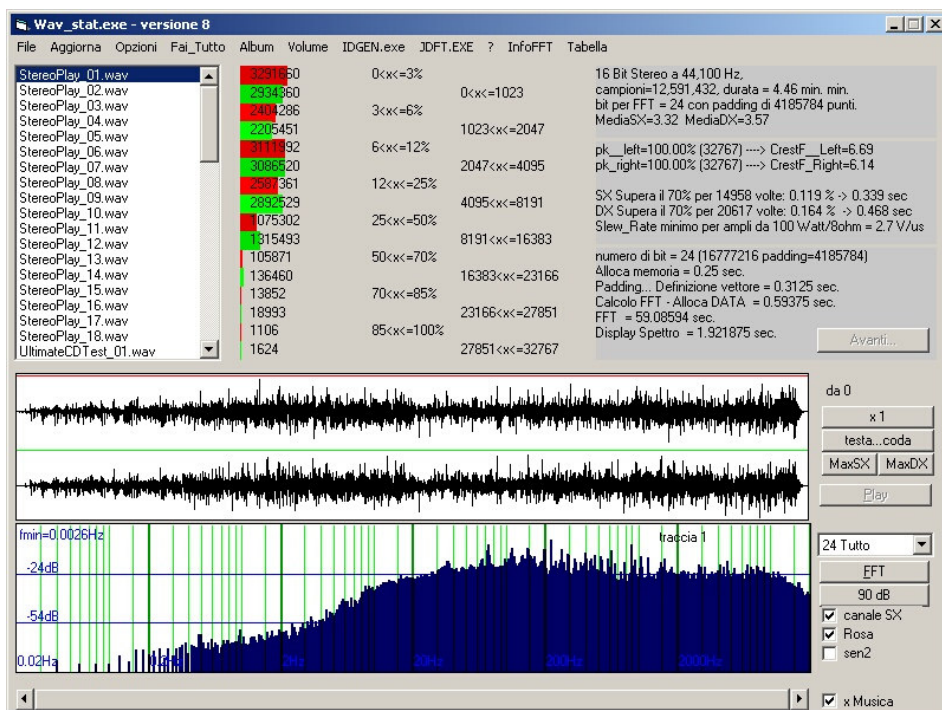 Wav_stat.exe - versione 8
File Aggiorna Opzioni Fai_Tutto Album Volume IDGEN.exe JDFT.EXE ? InfoFFT Tabella
StereoPlay_01.wav
StereoPlay_02.wav
StereoPlay_03.wav
StereoPlay_04.wav
StereoPlay_05.wav
StereoPlay_06.wav
StereoPlay_07.wav
StereoPlay_08.wav
StereoPlay_09.wav
StereoPlay_10.wav
StereoPlay_11.wav
StereoPlay_12.wav
StereoPlay_13.wav
StereoPlay_14.wav
StereoPlay_15.wav
StereoPlay_16.wav
StereoPlay_17.wav
StereoPlay_18.wav
UltimateCDTest_01.wav
3291660 0<x<=3%
2934360 0<x<=1023
2404286 3<x<=6%
2205451 1023<x<=2047
3111992 6<x<=12%
3086520 2047<x<=4095
2587361 12<x<=25%
2892529 4095<x<=8191
1075302 25<x<=50%
1315493 8191<x<=16383
105871 50<x<=70%
136460 16383<x<=23166
13852 70<x<=85%
18993 23166<x<=27851
1106 85<x<=100%
1624 27851<x<=32767
16 Bit Stereo a 44,100 Hz,
campioni=12,591,432, durata = 4.46 min. min.
bit per FFT = 24 con padding di 4185784 punti.
MediaSX=3.32 MediaDX=3.57
pk__left=100.00% (32767) ----> CrestF__Left=6.69
pk_right=100.00% (32767) ----> CrestF_Right=6.14
SX Supera il 70% per 14958 volte: 0.119 % -> 0.339 sec
DX Supera il 70% per 20617 volte: 0.164 % -> 0.468 sec
Slew_Rate minimo per ampli da 100 Watt/8ohm = 2.7 V/us
numero di bit = 24 (16777216 padding=4185784)
Alloca memoria = 0.25 sec.
Padding... Definizione vettore = 0.3125 sec.
Calcolo FFT - Alloca DATA = 0.59375 sec.
FFT = 59.08594 sec.
Display Spettro = 1.921875 sec.
Avanti...
da 0
x 1
testa...coda
MaxSX MaxDX
Play
fmin=0.0026Hz
traccia 1
-24dB
-54dB
0.02Hz 0.2Hz 2Hz 20Hz 200Hz 2000Hz
24 Tutto
FFT
90 dB
canale SX
Rosa
sen2
x Musica